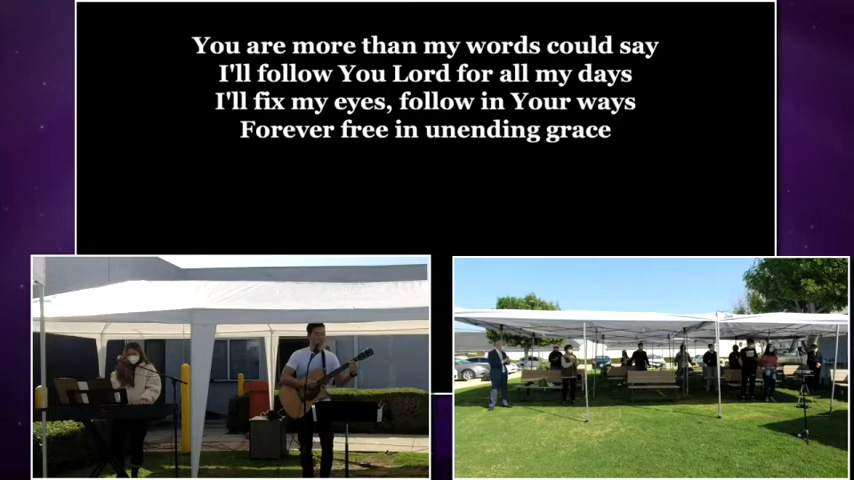 You are more than my words could say
I'll follow You Lord for all my days
I'll fix my eyes, follow in Your ways
Forever free in unending grace